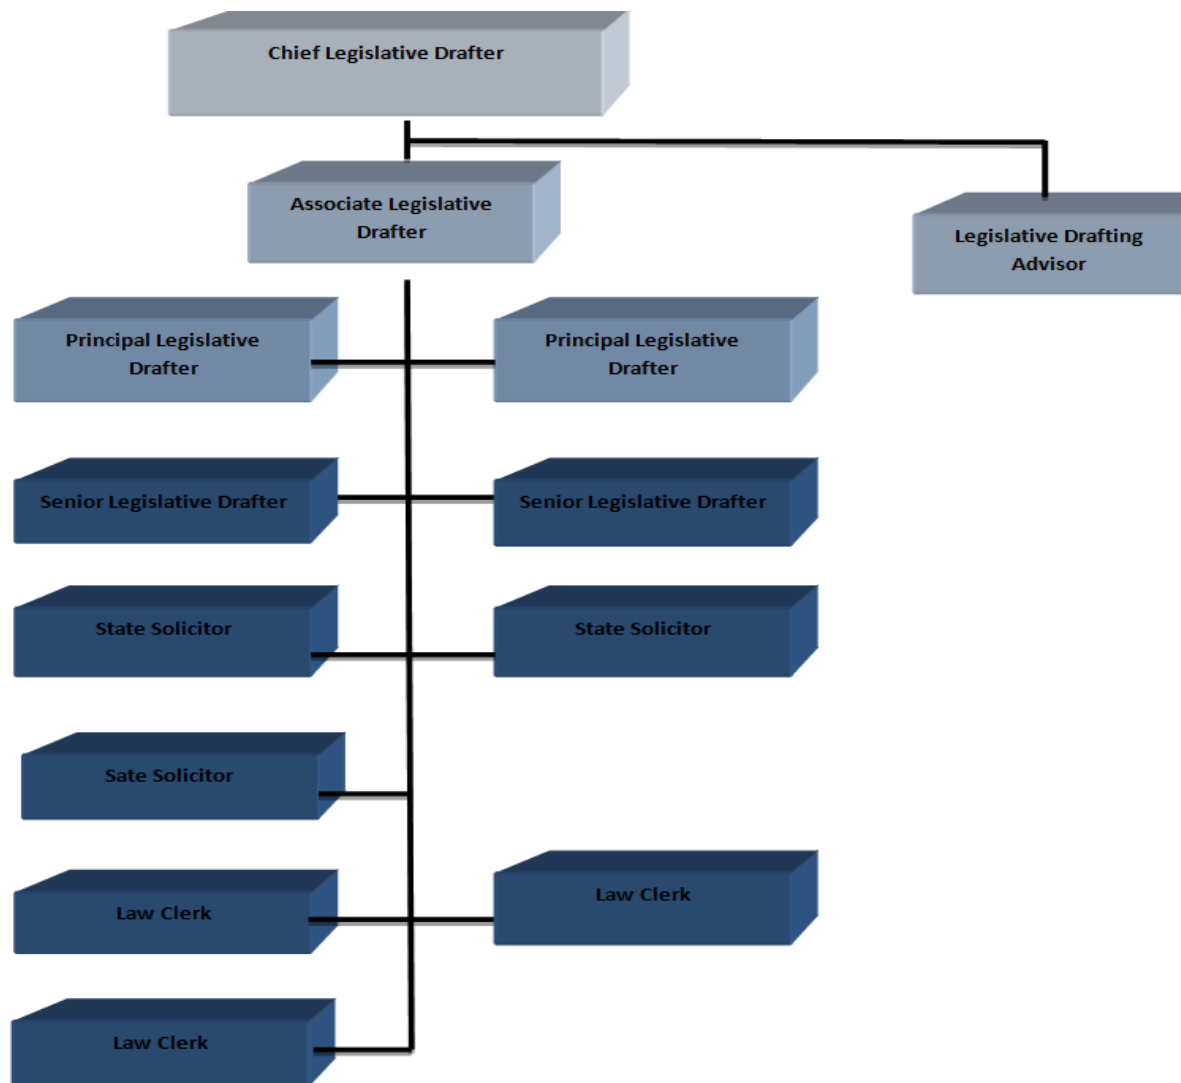 Chief Legislative Drafter
Associate Legislative
Drafter
Legislative Drafting
Advisor
Principal Legislative
Drafter
Principal Legislative
Drafter
Senior Legislative Drafter
Senior Legislative Drafter
State Solicitor
State Solicitor
Sate Solicitor
Law Clerk
Law Clerk
Law Clerk